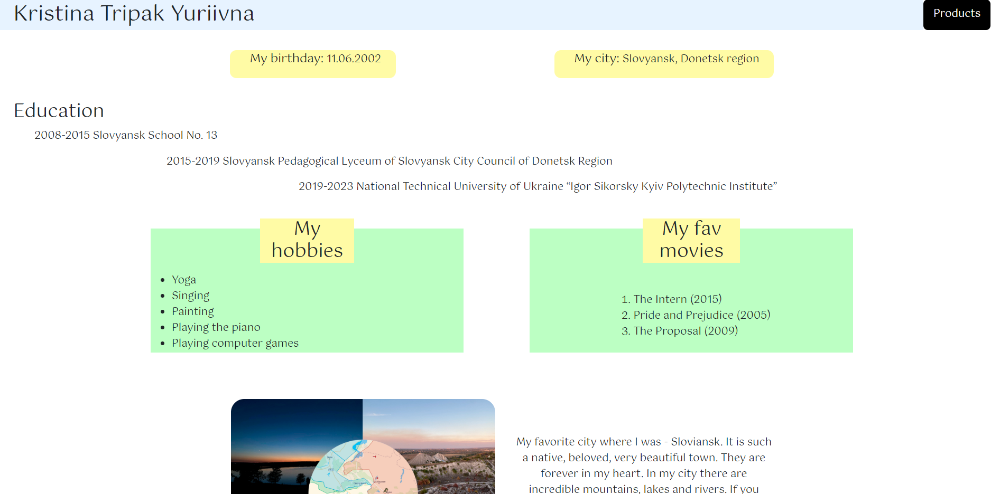 Kristina Tripak Yuriivna
Products
My birthday: 11.06.2002
My city: Slovyansk, Donetsk region
Education
2008-2015 Slovyansk School No. 13
2015-2019 Slovyansk Pedagogical Lyceum of Slovyansk City Council of Donetsk Region
2019-2023 National Technical University of Ukraine “Igor Sikorsky Kyiv Polytechnic Institute”
My
hobbies
• Yoga
• Singing
• Painting
• Playing the piano
• Playing computer games
My fav
movies
1. The Intern (2015)
2. Pride and Prejudice (2005)
3. The Proposal (2009)
My favorite city where I was - Sloviansk. It is such
a native, beloved, very beautiful town. They are
forever in my heart. In my city there are
incredible mountains, lakes and rivers. If you